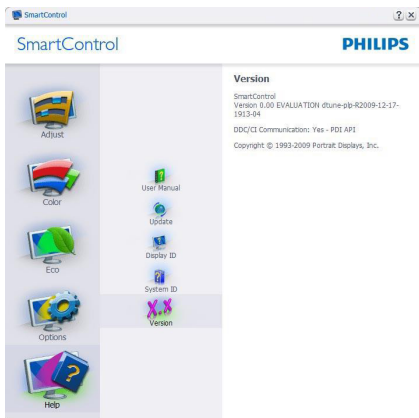 SmartControl
SmartControl
PHILIPS
Adjust
Color
Eco
Options
Help
User Manual
Update
Display ID
System ID
X.X
Version
Version
SmartControl
Version 0.00 EVALUATION dtune-plp-R2009-12-17-
1913-04
DDC/CI Communication: Yes - PDI API
Copyright © 1993-2009 Portrait Displays, Inc.